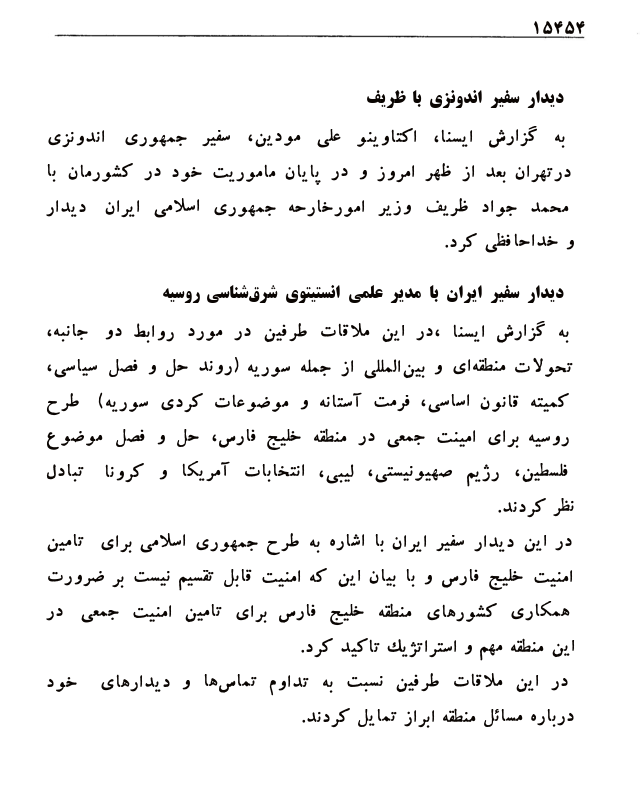 ۱۵۴۵۴
دیدار سفیر اندونزی با ظریف
به گزارش ایسنا، اکتاوینو علی مودین، سفیر جمهوری اندونزی
درتهران بعد از ظهر امروز و در پایان ماموریت خود در کشورمان با
محمد جواد ظریف وزیر امورخارحه جمهوری اسلامی ایران دیدار
و خداحافظی کرد.
دیدار سفیر ایران با مدیر علمی انستیتوی شرق‌شناسی روسیه
به گزارش ایسنا ،در این ملاقات طرفین در مورد روابط دو جانبه،
تحولات منطقه‌ای و بین‌المللی از جمله سوریه (روند حل و فصل سیاسی،
کمیته قانون اساسی، فرمت آستانه و موضوعات کردی سوریه) طرح
روسیه برای امینت جمعی در منطقه خلیج فارس، حل و فصل موضوع
فلسطین، رژیم صهیونیستی، لیبی، انتخابات آمریکا و کرونا تبادل
نظر کردند.
در این دیدار سفیر ایران با اشاره به طرح جمهوری اسلامی برای تامین
امنیت خلیج فارس و با بیان این که امنیت قابل تقسیم نیست بر ضرورت
همکاری کشورهای منطقه خلیج فارس برای تامین امنیت جمعی در
این منطقه مهم و استراتژیك تاکید کرد.
در این ملاقات طرفین نسبت به تداوم تماس‌ها و دیدارهای خود
درباره مسائل منطقه ابراز تمایل کردند.